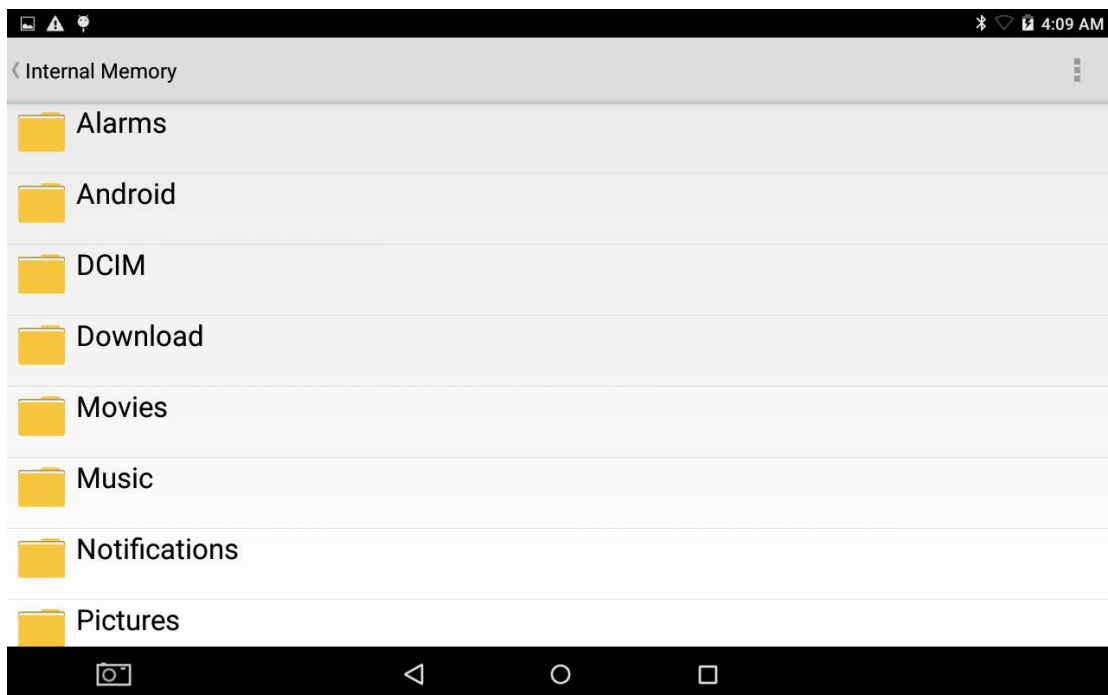 4:09 AM
Internal Memory
Alarms
Android
DCIM
Download
Movies
Music
Notifications
Pictures